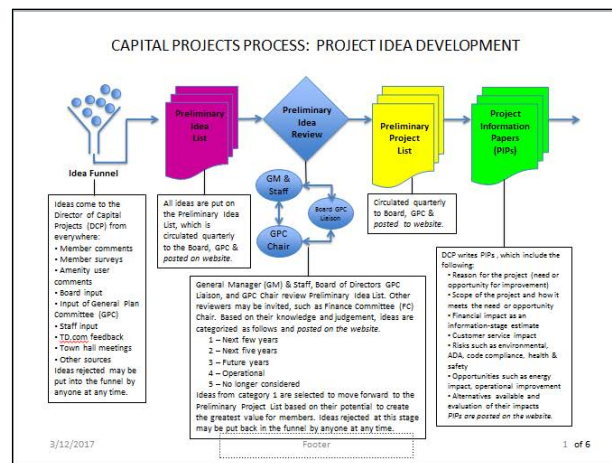 CAPITAL PROJECTS PROCESS: PROJECT IDEA DEVELOPMENT
Idea Funnel
Preliminary
Idea
List
Preliminary
Idea
Review
Preliminary
Project
List
Project
Information
Papers
(PIPs)
GM &
Staff
Board GPC
Liaison
GPC
Chair
Ideas come to the
Director of Capital
Projects (DCP) from
everywhere:
• Member comments
• Member surveys
• Amenity user
comments
• Board input
• Input of General Plan
Committee (GPC)
• Staff input
• TD.com feedback
• Town hall meetings
• Other sources
Ideas rejected may be
put into the funnel by
anyone at any time.
All ideas are put on
the Preliminary Idea
List, which is
circulated quarterly
to the Board, GPC &
posted on website.
General Manager (GM) & Staff, Board of Directors GPC
Liaison, and GPC Chair review Preliminary Idea List. Other
reviewers may be invited, such as Finance Committee (FC)
Chair. Based on their knowledge and judgement, ideas are
categorized as follows and posted on the website.
1 – Next few years
2 – Next five years
3 – Future years
4 – Operational
5 – No longer considered
Ideas from category 1 are selected to move forward to the
Preliminary Project List based on their potential to create
the greatest value for members. Ideas rejected at this stage
may be put back in the funnel by anyone at any time.
Circulated quarterly
to Board, GPC &
posted to website.
DCP writes PIPs , which include the
following:
• Reason for the project (need or
opportunity for improvement)
• Scope of the project and how it
meets the need or opportunity
• Financial impact as an
information-stage estimate
• Customer service impact
• Risks such as environmental,
ADA, code compliance, health &
safety
• Opportunities such as energy
impact, operational improvement
• Alternatives available and
evaluation of their impacts
PIPs are posted on the website.
3/12/2017
Footer
1 of 6